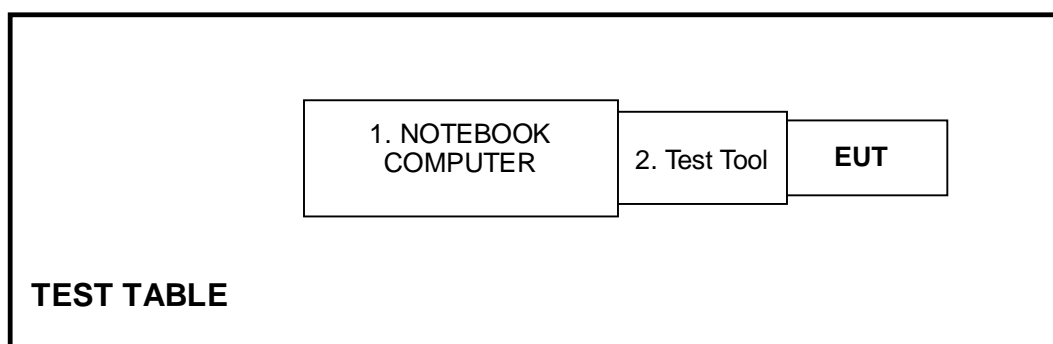 1. NOTEBOOK
COMPUTER
2. Test Tool
EUT
TEST TABLE